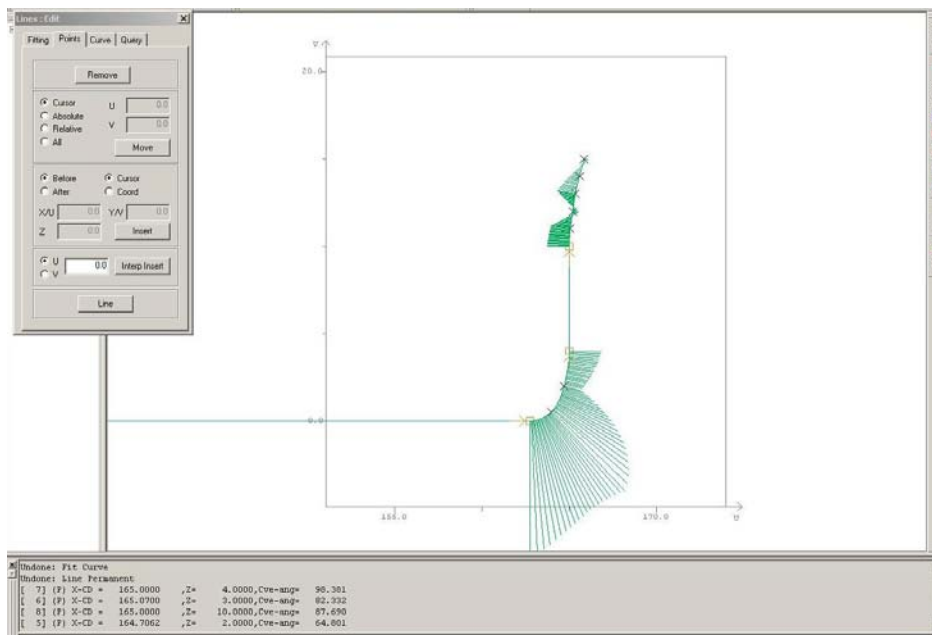 Linex : Edit
Fitting Points Curve Query
Remove
Cursor U 0.0
Absolute
Relative V 0.0
All
Move
Before Cursor
After Coord
X/U 0.0 Y/V 0.0
Z 0.0 Insert
U 0.0 Interp Insert
V
Line
V
20.0
0.0
170.0
U
Undone: Fit Curve
Undone: Line Permanent
[ 7] (P) X-CD = 165.0000 ,Z= 4.0000,Cve-ang= 98.381
[ 6] (P) X-CD = 165.0700 ,Z= 3.0000,Cve-ang= 82.332
[ 8] (P) X-CD = 165.0000 ,Z= 10.0000,Cve-ang= 87.690
[ 5] (P) X-CD = 164.7062 ,Z= 2.0000,Cve-ang= 64.801